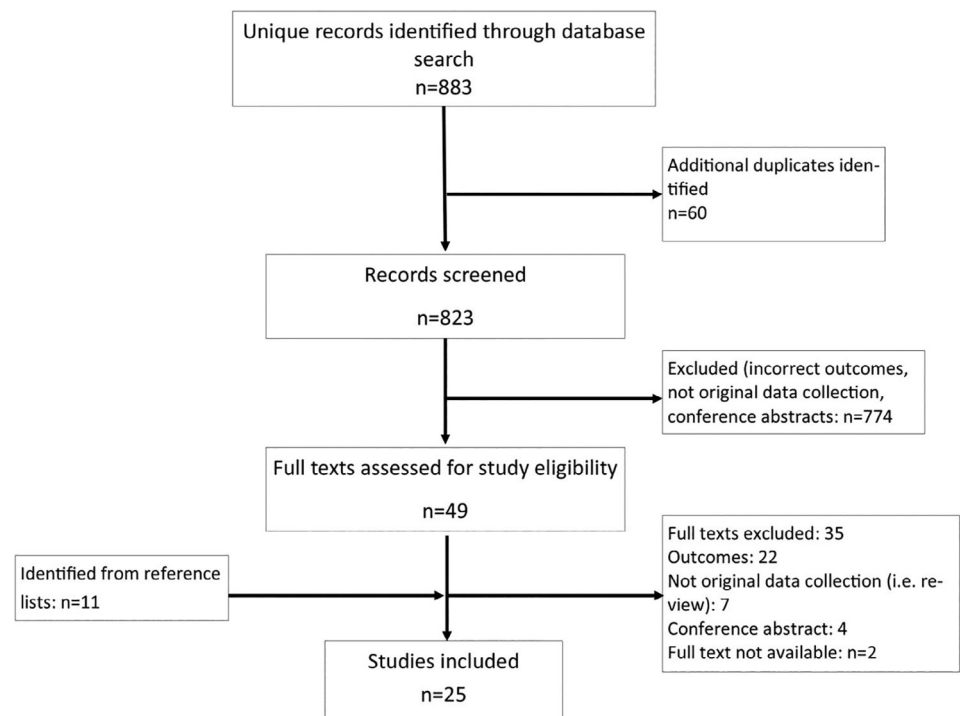 Unique records identified through database
search
n=883
Additional duplicates iden-
tified
n=60
Records screened
n=823
Excluded (incorrect outcomes,
not original data collection,
conference abstracts: n=774
Full texts assessed for study eligibility
n=49
Full texts excluded: 35
Outcomes: 22
Not original data collection (i.e. re-
view): 7
Conference abstract: 4
Full text not available: n=2
Identified from reference
lists: n=11
Studies included
n=25